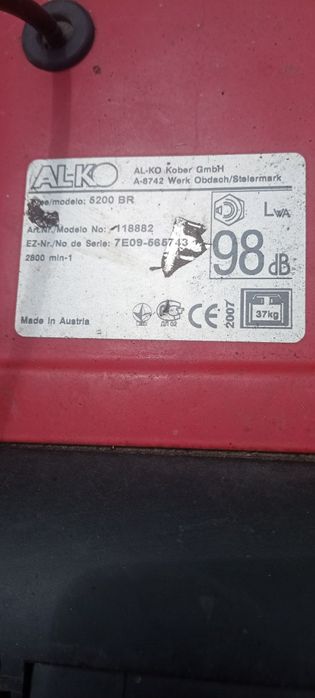 AL-KO
AL-KO Kober GmbH
A-8742 Werk Obdach/Steiermark
/modelo: 5200 BR
Art.Nr./Modelo No: 118882
EZ-Nr./No de Serie: 7E09-565743
2800 min-1
LWA
98 dB
Made in Austria
CE
2007
37kg